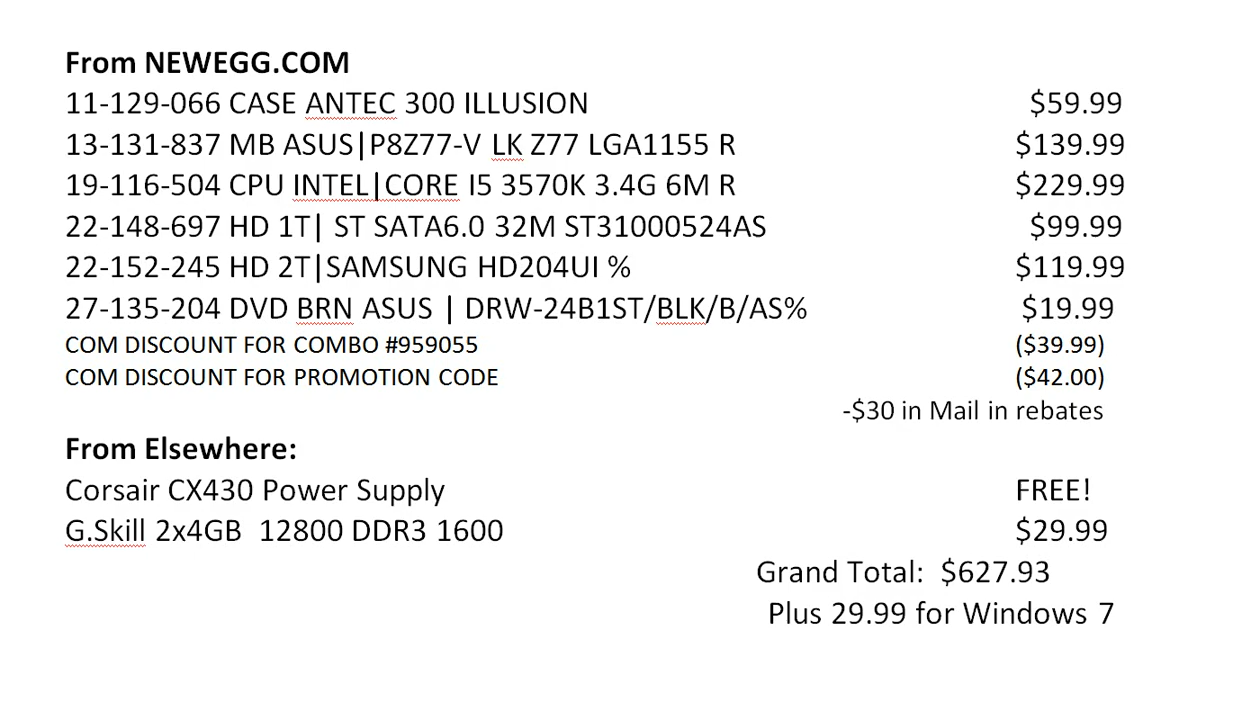 From NEWEGG.COM
11-129-066 CASE ANTEC 300 ILLUSION $59.99
13-131-837 MB ASUS|P8Z77-V LK Z77 LGA1155 R $139.99
19-116-504 CPU INTEL|CORE I5 3570K 3.4G 6M R $229.99
22-148-697 HD 1T| ST SATA6.0 32M ST31000524AS $99.99
22-152-245 HD 2T|SAMSUNG HD204UI % $119.99
27-135-204 DVD BRN ASUS | DRW-24B1ST/BLK/B/AS% $19.99
COM DISCOUNT FOR COMBO #959055 ($39.99)
COM DISCOUNT FOR PROMOTION CODE ($42.00)
-$30 in Mail in rebates
From Elsewhere:
Corsair CX430 Power Supply FREE!
G.Skill 2x4GB  12800 DDR3 1600 $29.99
Grand Total:  $627.93
Plus 29.99 for Windows 7